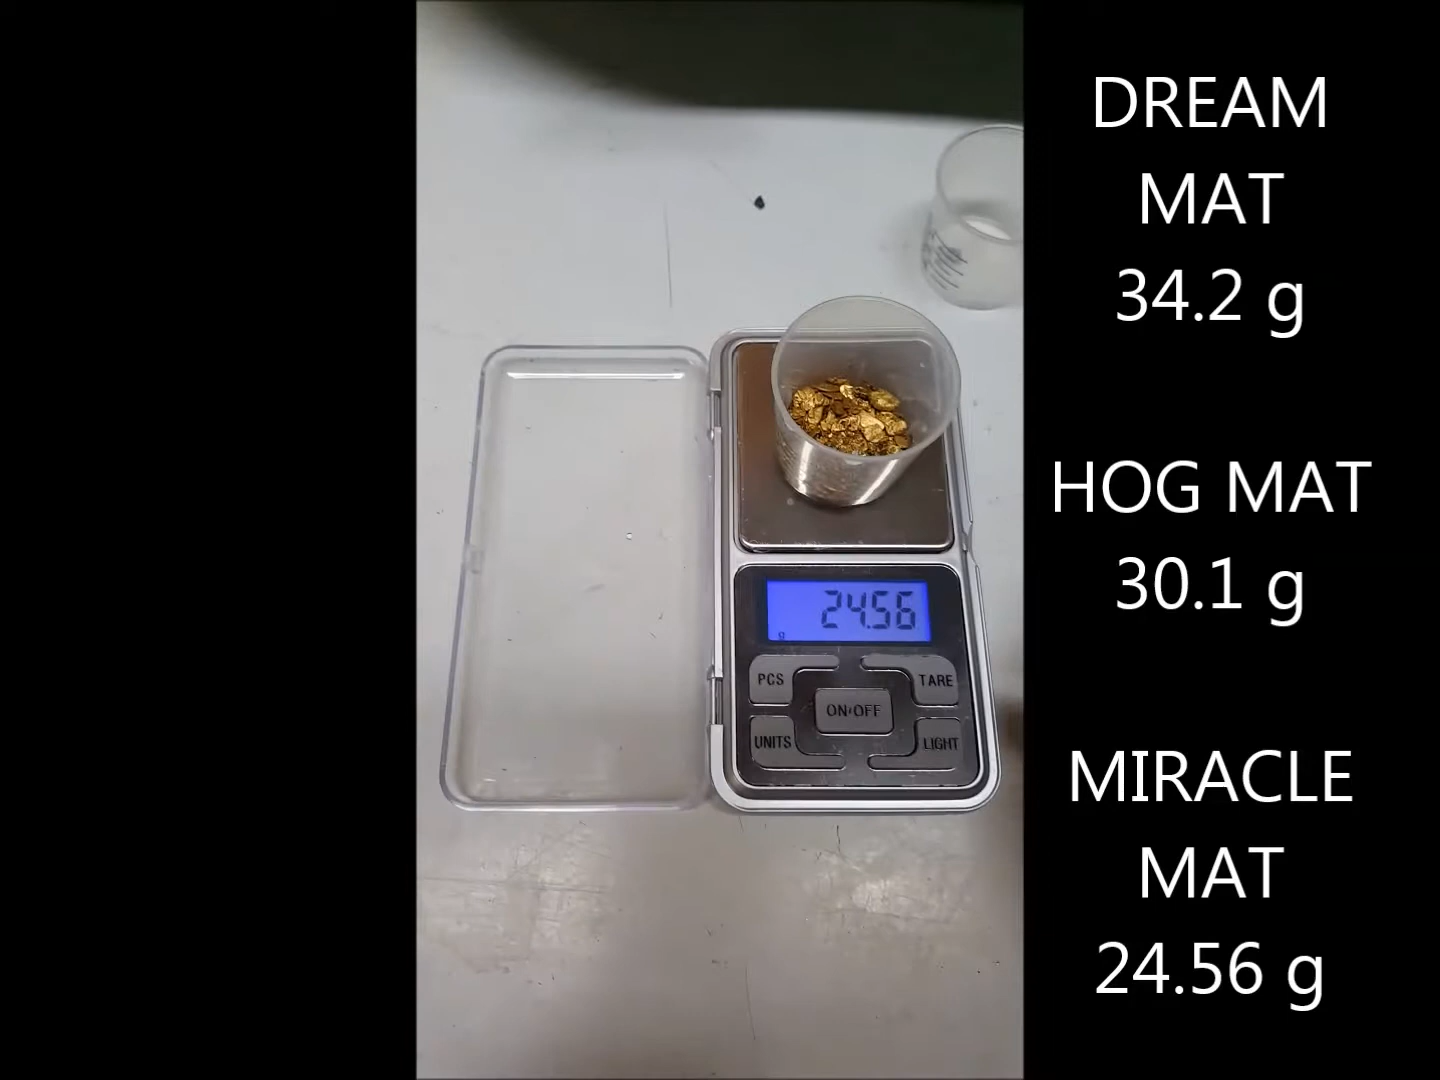 24.56
g
PCS
TARE
ON/OFF
UNITS
LIGHT
DREAM
MAT
34.2 g
HOG MAT
30.1 g
MIRACLE
MAT
24.56 g